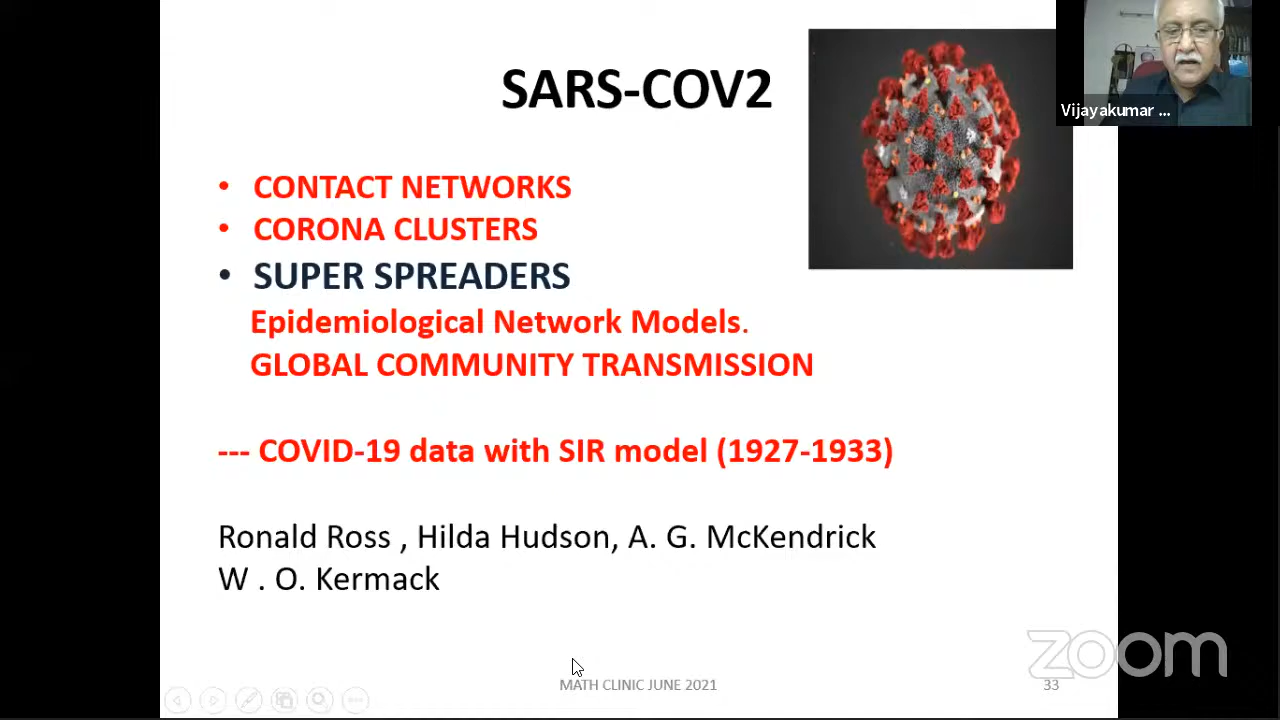 SARS-COV2
Vijayakumar ...
• CONTACT NETWORKS
• CORONA CLUSTERS
• SUPER SPREADERS
Epidemiological Network Models.
GLOBAL COMMUNITY TRANSMISSION
--- COVID-19 data with SIR model (1927-1933)
Ronald Ross , Hilda Hudson, A. G. McKendrick
W . O. Kermack
zoom
MATH CLINIC JUNE 2021
33